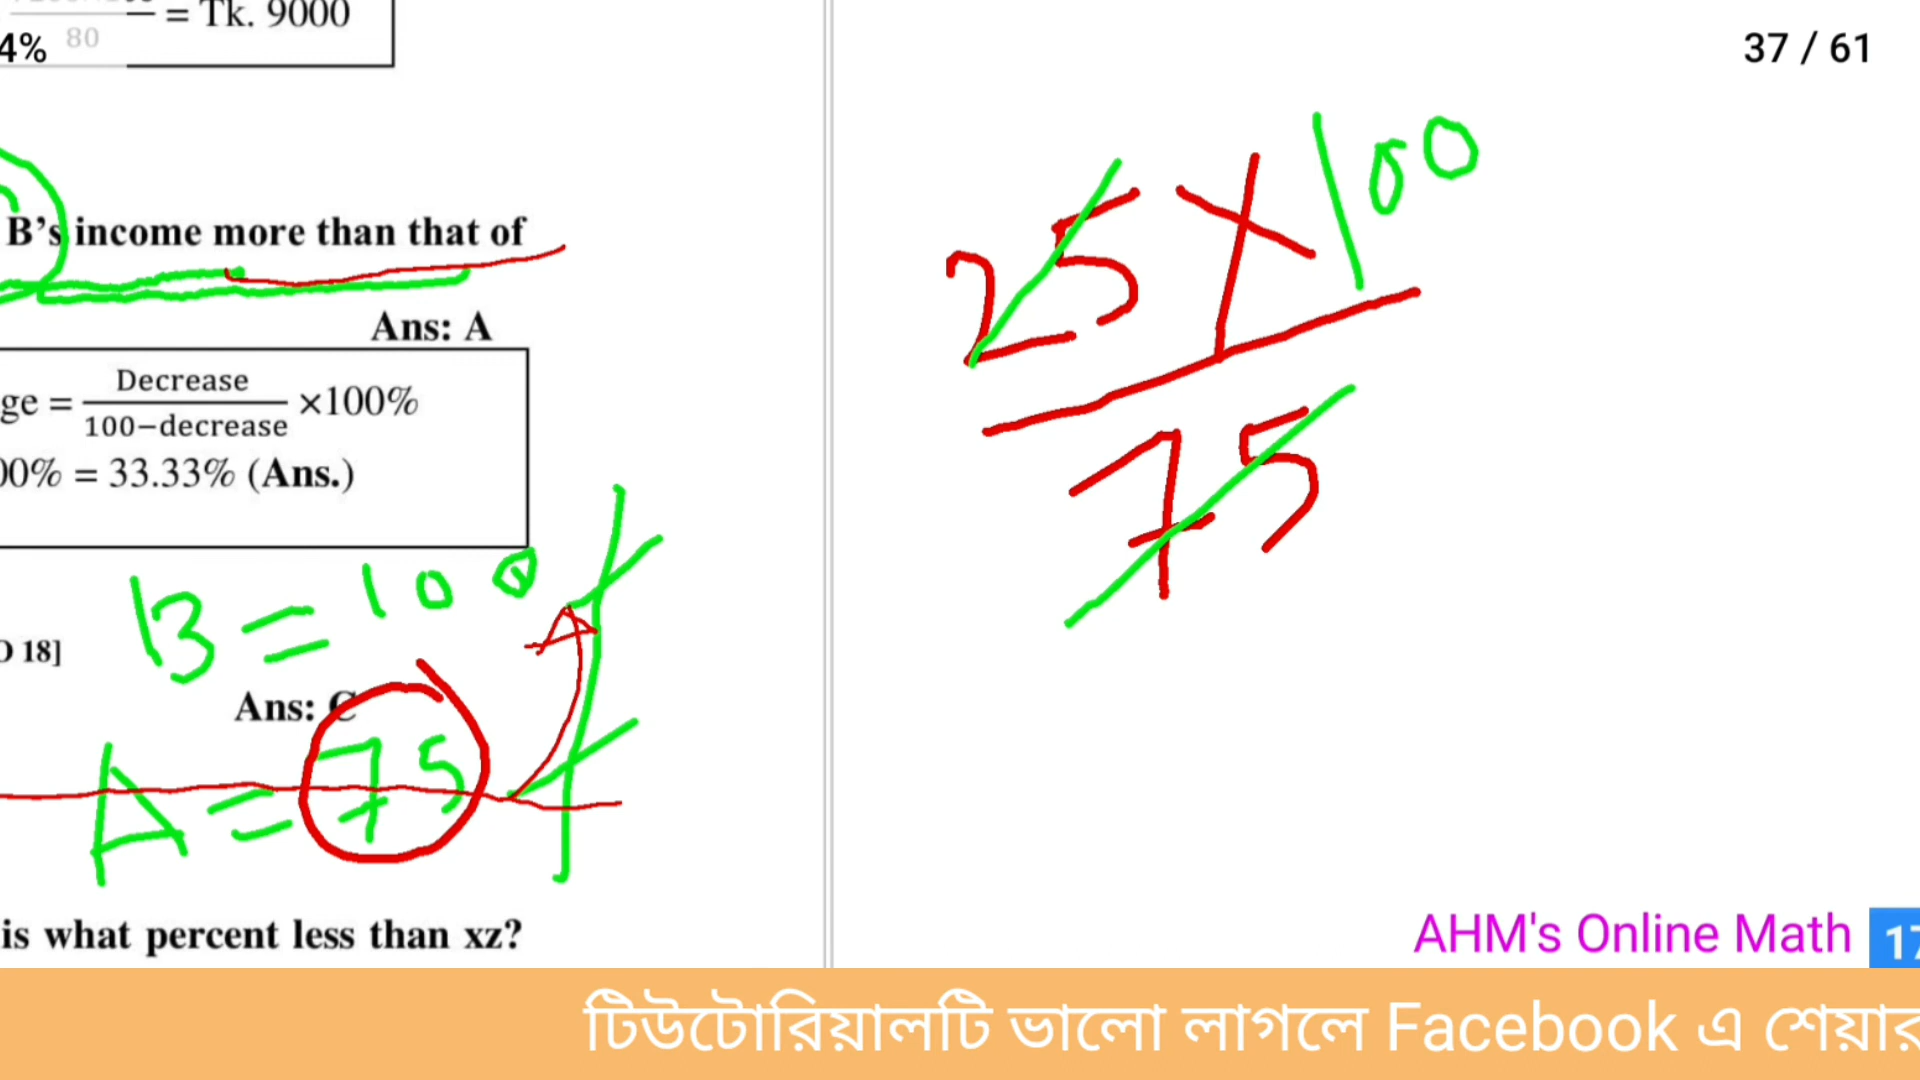 = Tk. 9000
80
4%
37 / 61
B’s income more than that of
Ans: A
ge = Decrease / 100−decrease ×100%
00% = 33.33% (Ans.)
B = 100
18]
Ans: C
A = 75
is what percent less than xz?
25 X 100
75
AHM's Online Math
17
টিউটোরিয়ালটি ভালো লাগলে Facebook এ শেয়ার